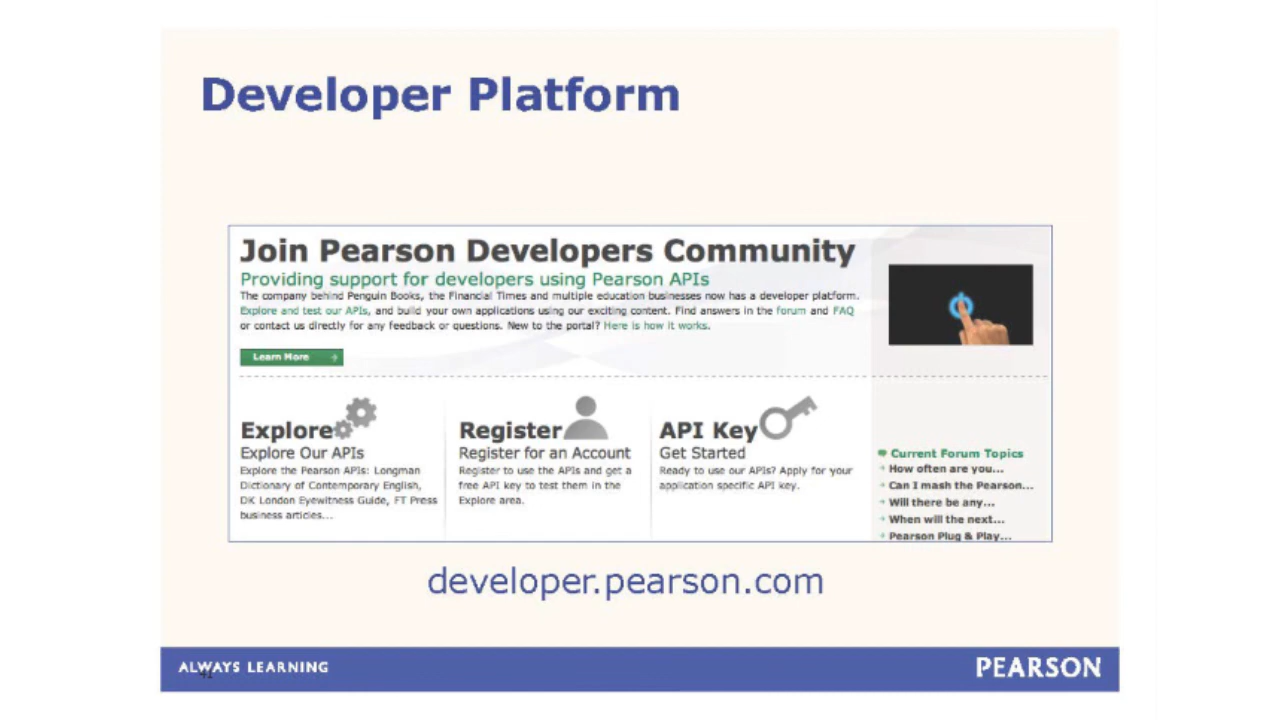 Developer Platform
Join Pearson Developers Community
Providing support for developers using Pearson APIs
The company behind Penguin Books, the Financial Times and multiple education businesses now has a developer platform.
Explore and test our APIs, and build your own applications using our exciting content. Find answers in the forum and FAQ
or contact us directly for any feedback or questions. New to the portal? Here is how it works.
Learn More
Explore
Explore Our APIs
Explore the Pearson APIs: Longman
Dictionary of Contemporary English,
DK London Eyewitness Guide, FT Press
business articles...
Register
Register for an Account
Register to use the APIs and get a
free API key to test them in the
Explore area.
API Key
Get Started
Ready to use our APIs? Apply for your
application specific API key.
Current Forum Topics
How often are you...
Can I mash the Pearson...
Will there be any...
When will the next...
Pearson Plug & Play...
developer.pearson.com
ALWAYS LEARNING
41
PEARSON